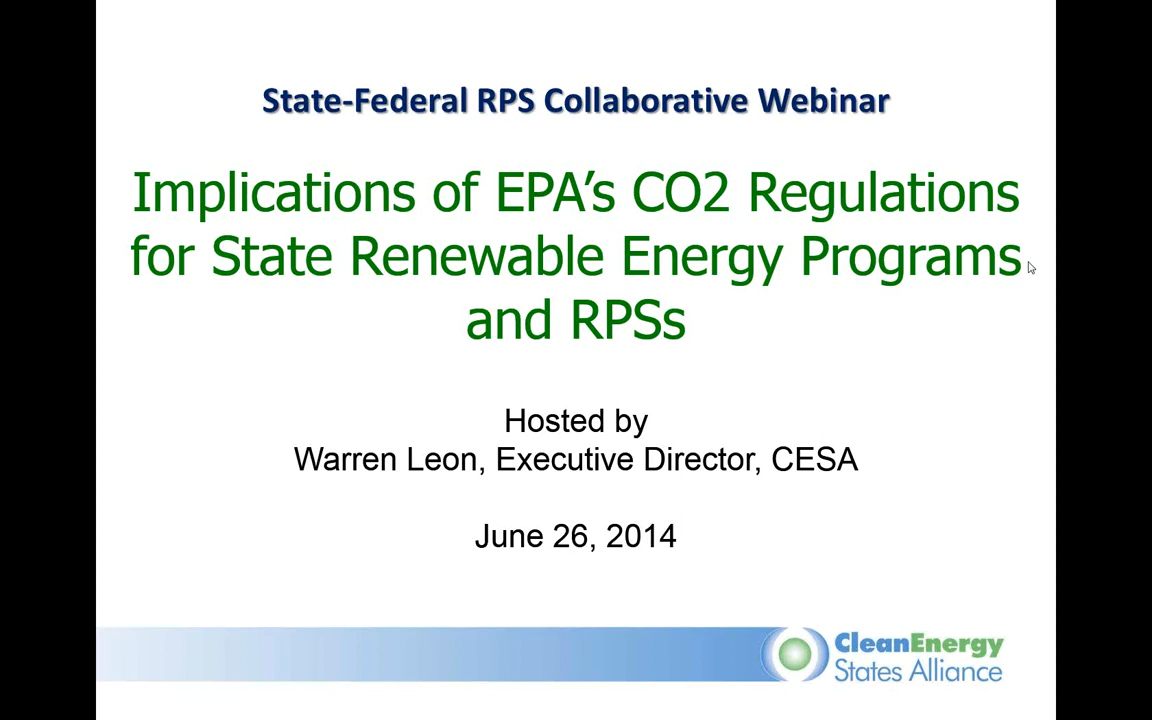 State-Federal RPS Collaborative Webinar
Implications of EPA’s CO2 Regulations
for State Renewable Energy Programs
and RPSs
Hosted by
Warren Leon, Executive Director, CESA
June 26, 2014
CleanEnergy
States Alliance